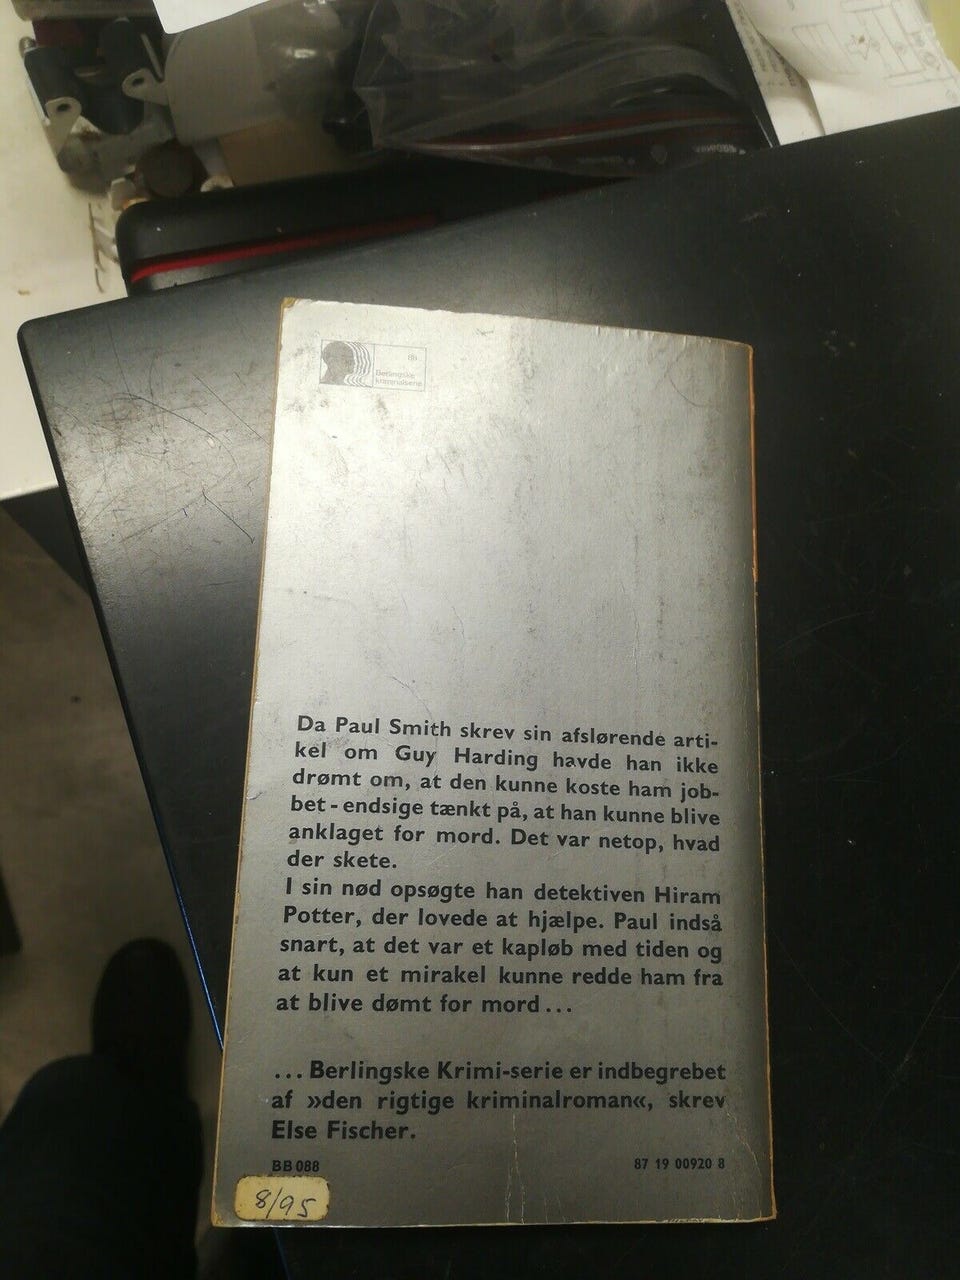 BB
Berlingske
kriminalserie
Da Paul Smith skrev sin afslørende arti-
kel om Guy Harding havde han ikke
drømt om, at den kunne koste ham job-
bet - endsige tænkt på, at han kunne blive
anklaget for mord. Det var netop, hvad
der skete.
I sin nød opsøgte han detektiven Hiram
Potter, der lovede at hjælpe. Paul indså
snart, at det var et kapløb med tiden og
at kun et mirakel kunne redde ham fra
at blive dømt for mord...
... Berlingske Krimi-serie er indbegrebet
af »den rigtige kriminalroman«, skrev
Else Fischer.
BB 088 87 19 00920 8
8/95